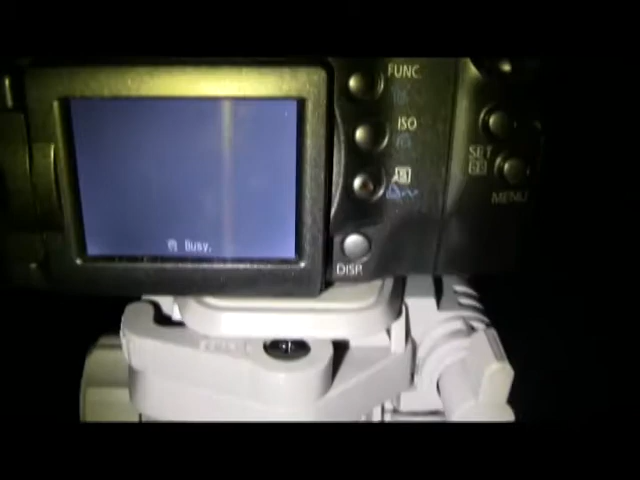 FUNC.
ISO
SET
MENU
Busy.
DISP.